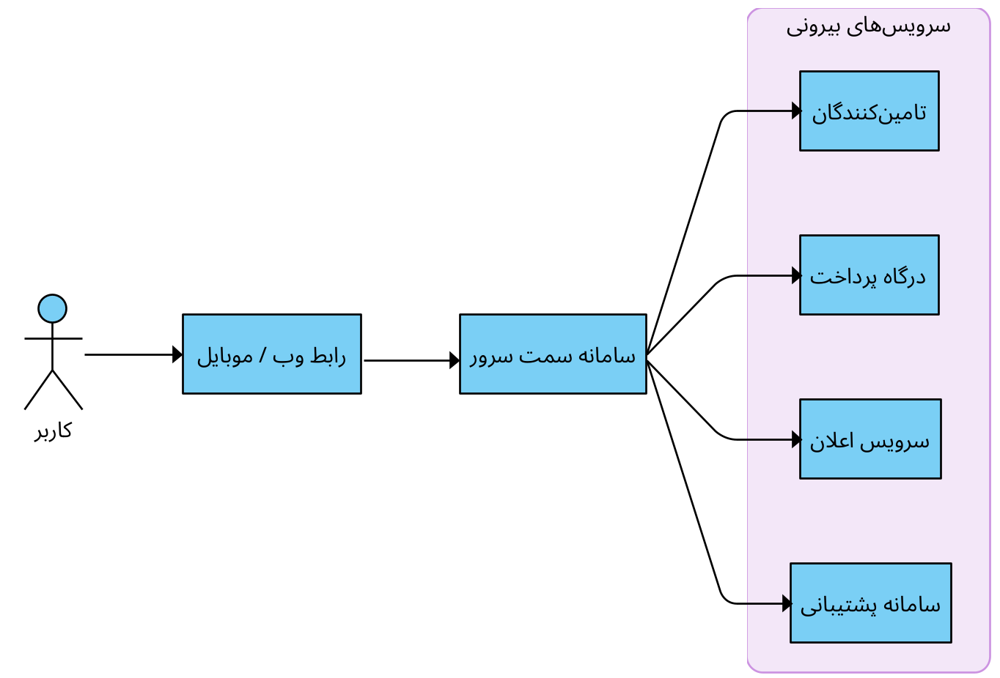 سرویس‌های بیرونی
تامین‌کنندگان
درگاه پرداخت
کاربر
رابط وب / موبایل
سامانه سمت سرور
سرویس اعلان
سامانه پشتیبانی